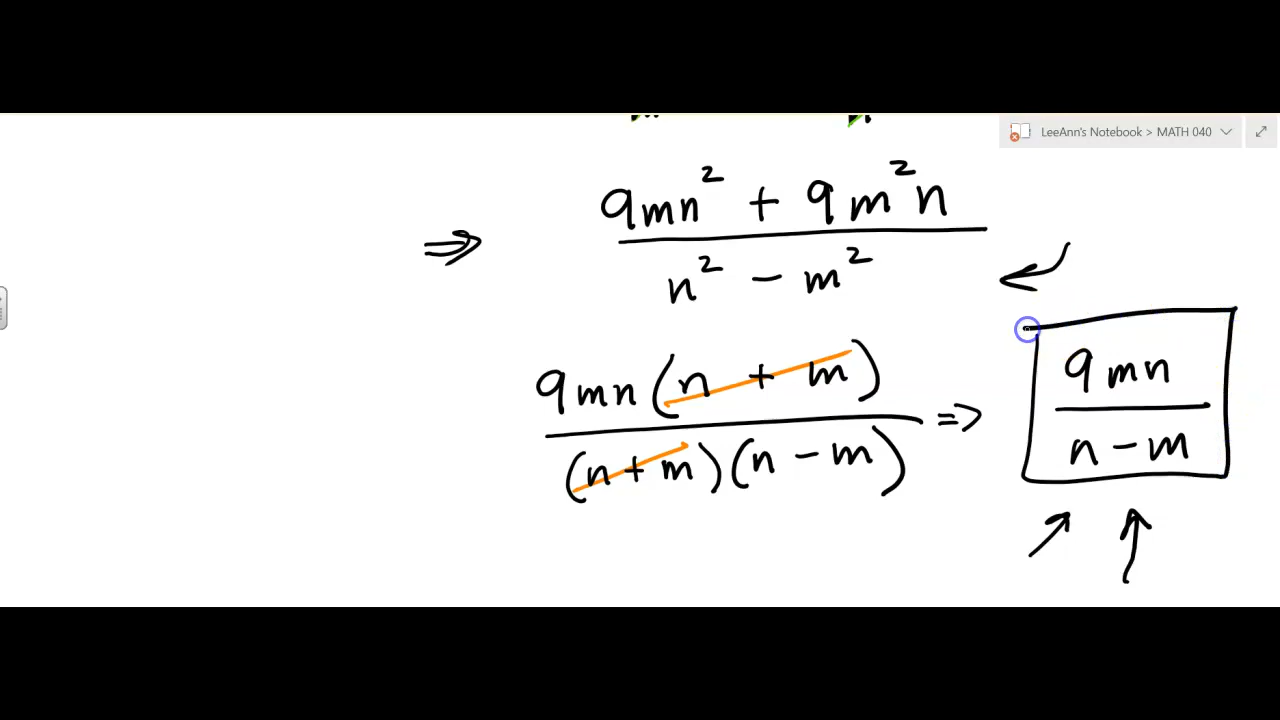 LeeAnn's Notebook > MATH 040
⇒ 9mn² + 9m²n
n² - m²
9mn(n + m)
(n + m)(n - m)
=> 9mn
n - m